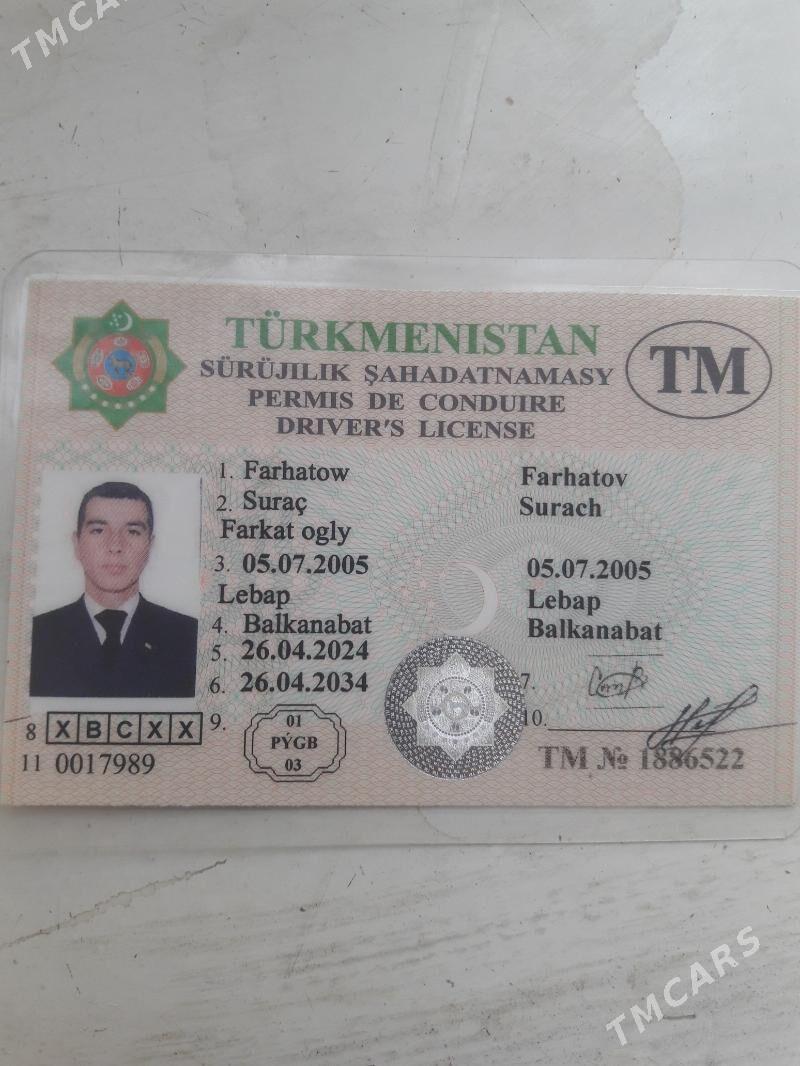 TMCARS
TÜRKMENISTAN
SÜRÜJILIK ŞAHADATNAMASY
PERMIS DE CONDUIRE
DRIVER'S LICENSE
TM
1. Farhatow
Farhatov
2. Suraç
Surach
Farkat ogly
3. 05.07.2005
05.07.2005
Lebap
Lebap
4. Balkanabat
Balkanabat
5. 26.04.2024
6. 26.04.2034
7.
8 X B C X X
9.
01
PÝGB
03
10.
11 0017989
TM № 1886522
TMCARS